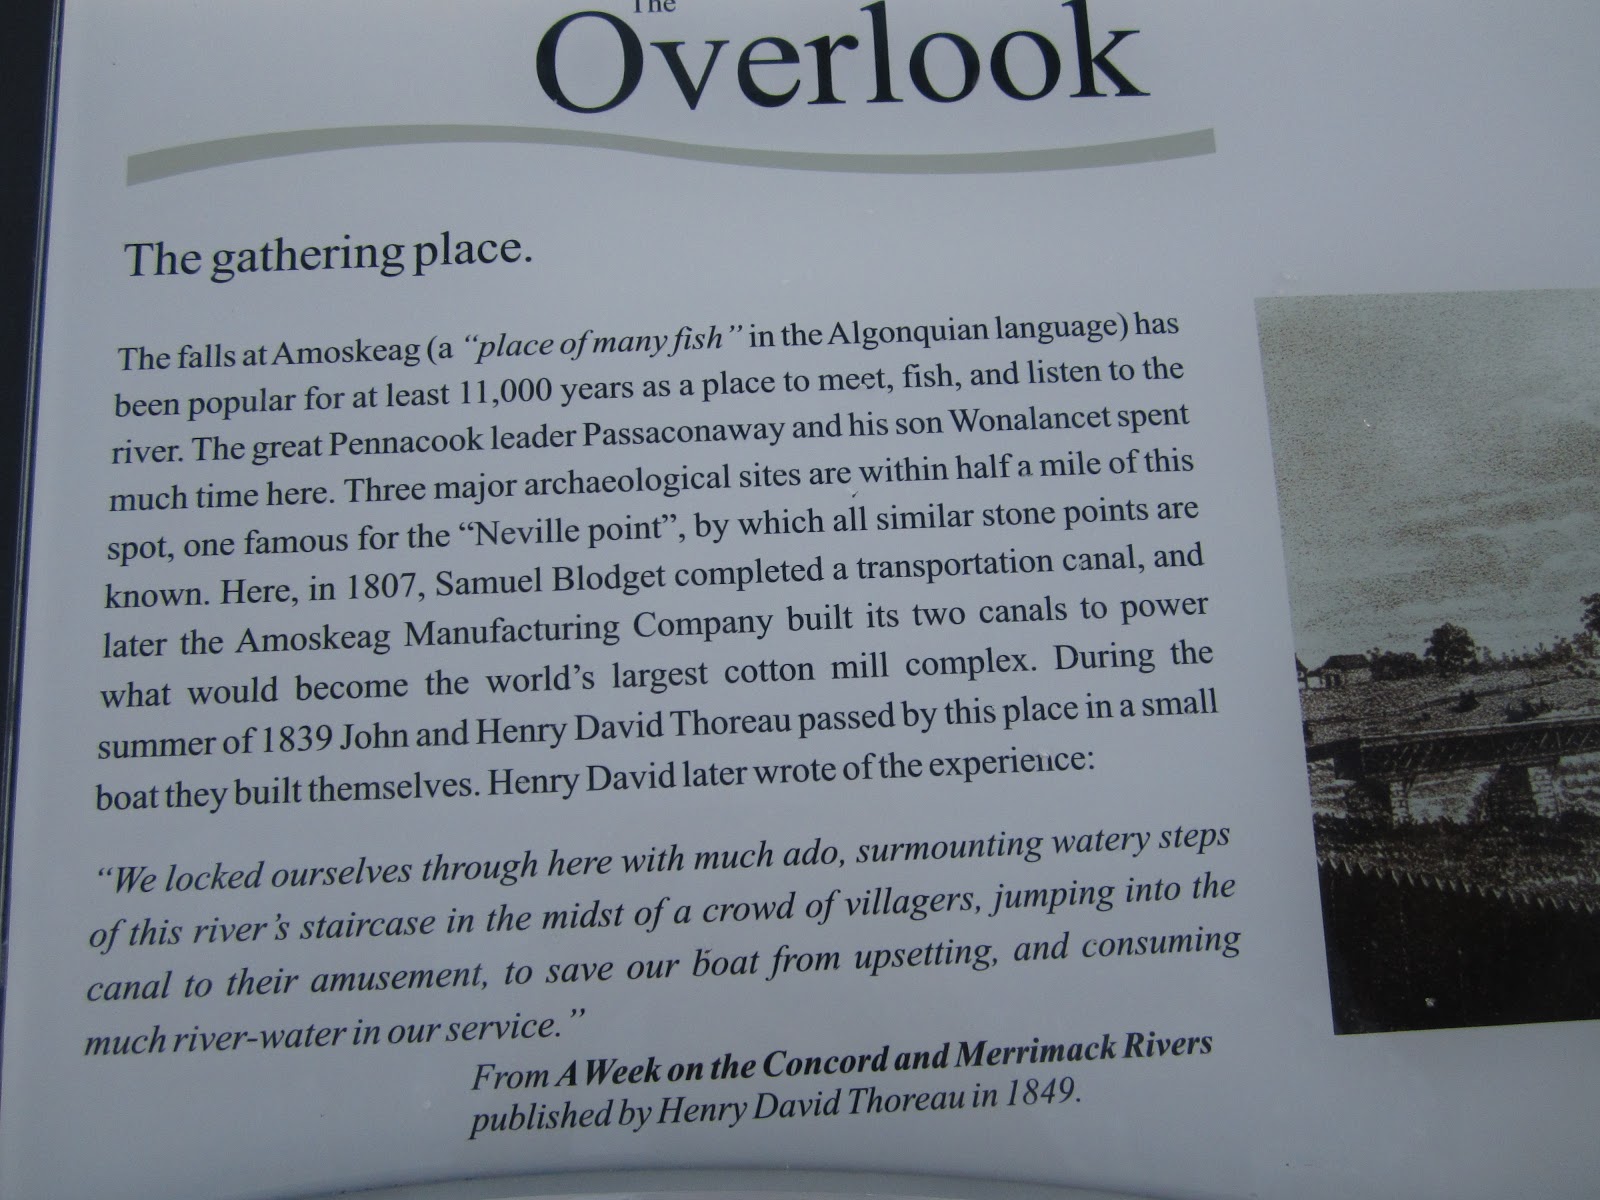 The
Overlook
The gathering place.
The falls at Amoskeag (a “place of many fish” in the Algonquian language) has
been popular for at least 11,000 years as a place to meet, fish, and listen to the
river. The great Pennacook leader Passaconaway and his son Wonalancet spent
much time here. Three major archaeological sites are within half a mile of this
spot, one famous for the “Neville point”, by which all similar stone points are
known. Here, in 1807, Samuel Blodget completed a transportation canal, and
later the Amoskeag Manufacturing Company built its two canals to power
what would become the world’s largest cotton mill complex. During the
summer of 1839 John and Henry David Thoreau passed by this place in a small
boat they built themselves. Henry David later wrote of the experience:
“We locked ourselves through here with much ado, surmounting watery steps
of this river’s staircase in the midst of a crowd of villagers, jumping into the
canal to their amusement, to save our boat from upsetting, and consuming
much river-water in our service.”
From A Week on the Concord and Merrimack Rivers
published by Henry David Thoreau in 1849.